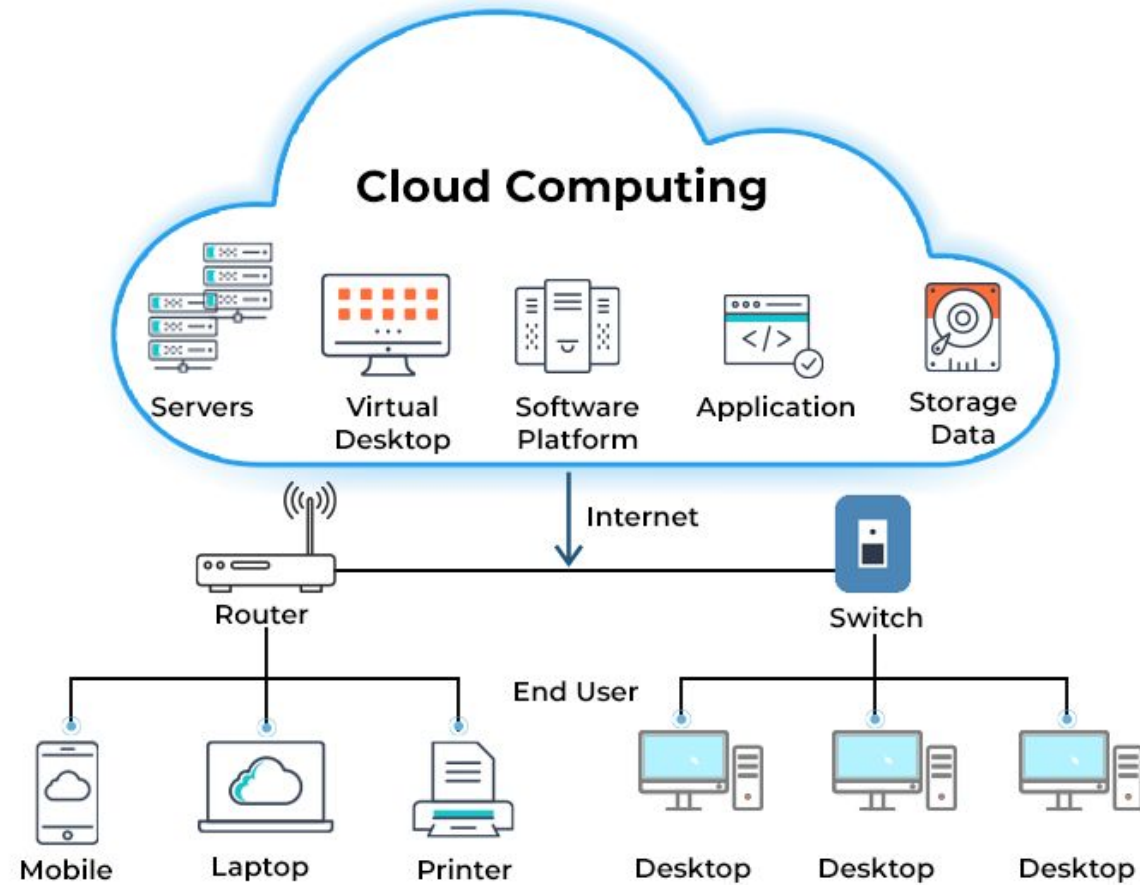 Cloud Computing
Servers
Virtual
Desktop
Software
Platform
Application
Storage
Data
Internet
Router
Switch
End User
Mobile
Laptop
Printer
Desktop
Desktop
Desktop